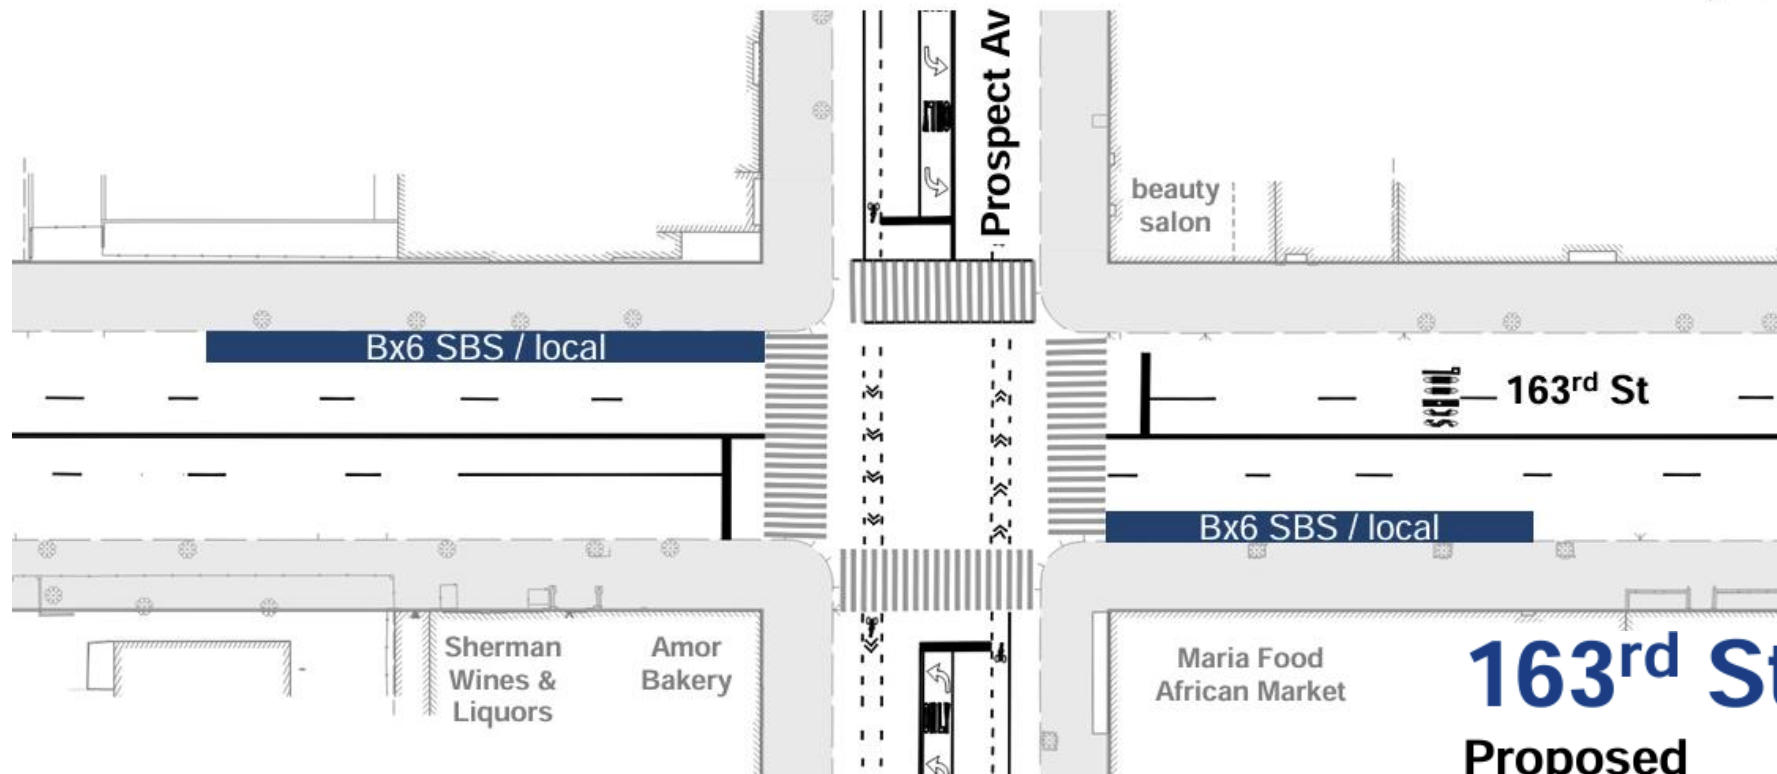 Prospect Av
beauty
salon
Bx6 SBS / local
163rd St
Bx6 SBS / local
Sherman
Wines &
Liquors
Amor
Bakery
Maria Food
African Market
163rd St
Proposed